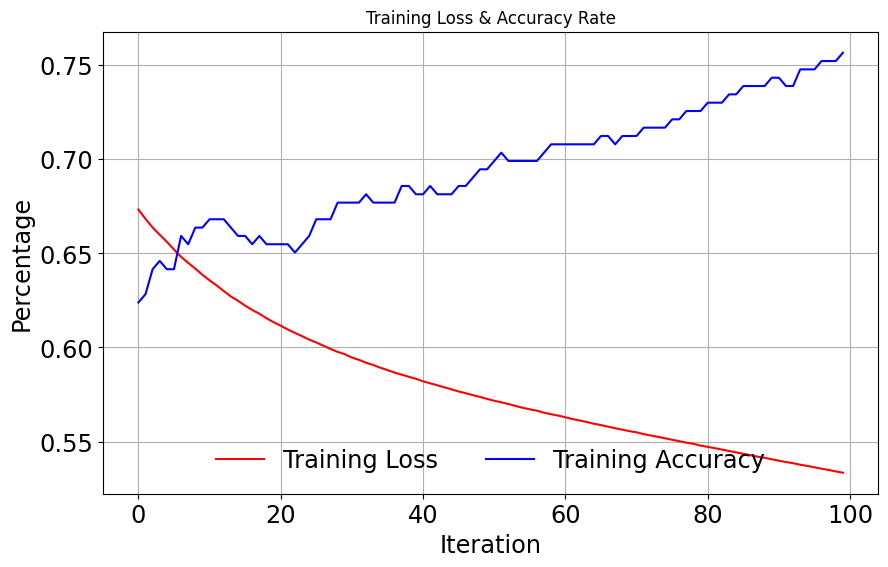 Training Loss & Accuracy Rate
Percentage
0.75
0.70
0.65
0.60
0.55
Training Loss
Training Accuracy
0 20 40 60 80 100
Iteration